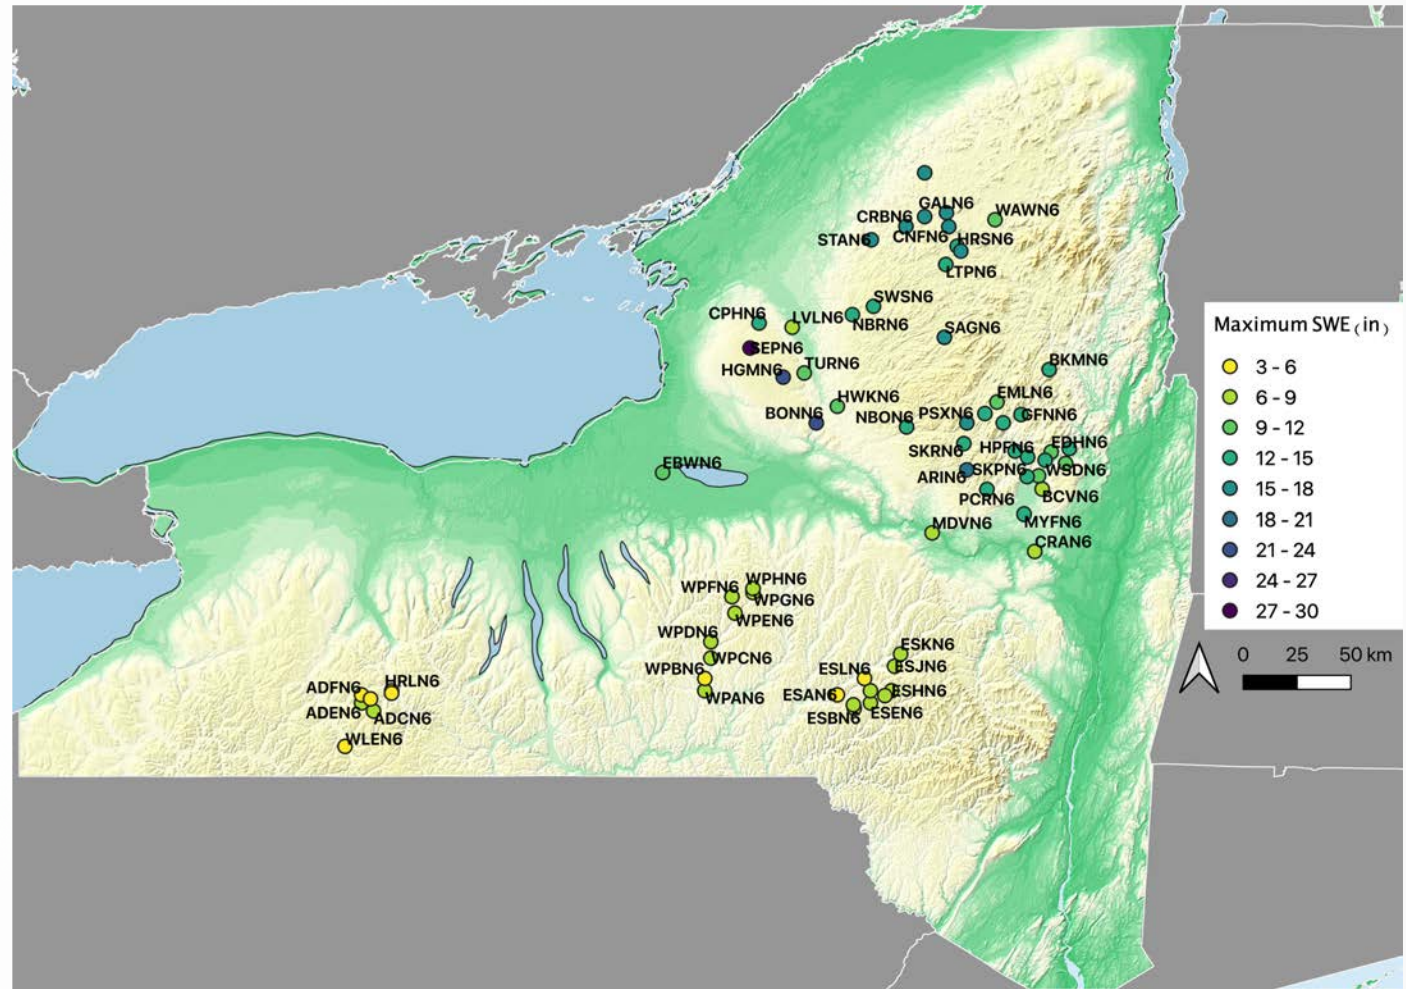 GALN6
WAWN6
CRBN6
STAN6
CNFN6
HRSN6
LTPN6
SWSN6
CPHN6
LVLN6
NBRN6
SAGN6
SEPN6
HGMN6
TURN6
BKMN6
HWKN6
EMLN6
BONN6
NBON6
PSXN6
GFNN6
SKRN6
HPFN6
EDHN6
EBWN6
ARIN6
SKPN6
WSDN6
PCRN6
BCVN6
MDVN6
MYFN6
CRAN6
WPFN6
WPHN6
WPGN6
WPEN6
WPDN6
WPCN6
WPBN6
WPAN6
ESKN6
ESLN6
ESJN6
ESAN6
ESHN6
ESBN6
ESEN6
ADFN6
HRLN6
ADEN6
ADCN6
WLEN6
Maximum SWE (in)
3 - 6
6 - 9
9 - 12
12 - 15
15 - 18
18 - 21
21 - 24
24 - 27
27 - 30
0 25 50 km